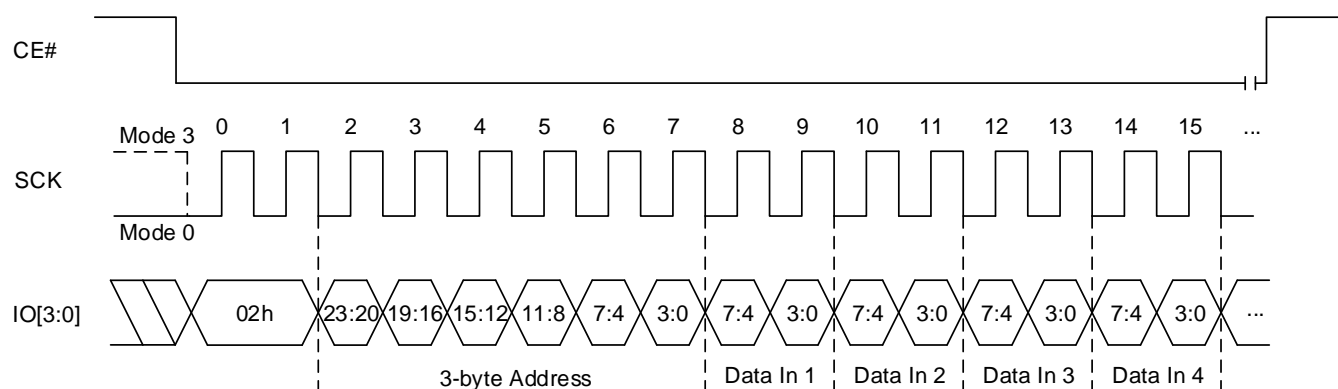 CE#
Mode 3 0 1 2 3 4 5 6 7 8 9 10 11 12 13 14 15 ...
SCK
Mode 0
IO[3:0] 02h 23:20 19:16 15:12 11:8 7:4 3:0 7:4 3:0 7:4 3:0 7:4 3:0 7:4 3:0 ...
3-byte Address Data In 1 Data In 2 Data In 3 Data In 4